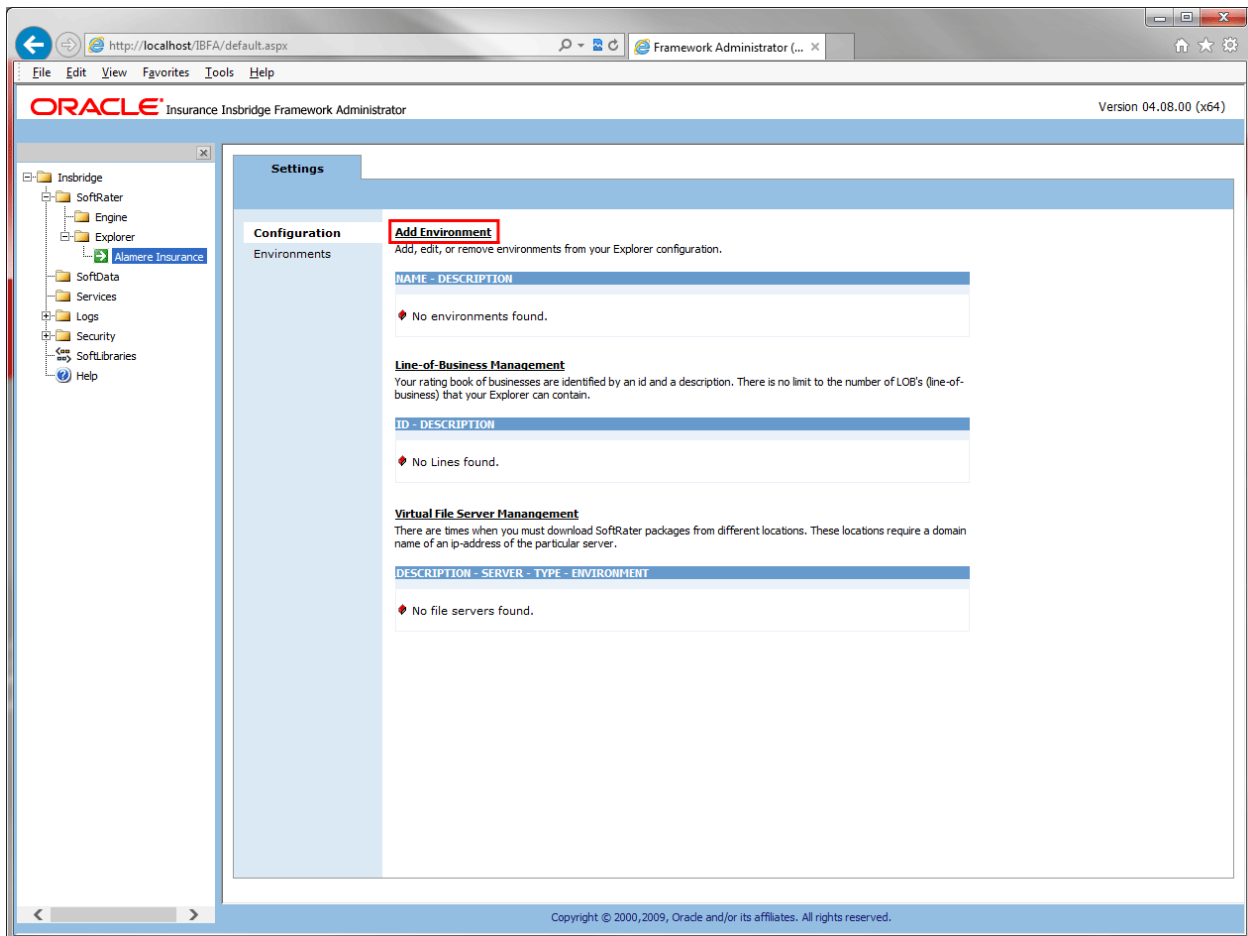 http://localhost/IBFA/default.aspx
Framework Administrator (...
File Edit View Favorites Tools Help
ORACLE Insurance Insbridge Framework Administrator
Version 04.08.00 (x64)
Insbridge
SoftRater
Engine
Explorer
Alamere Insurance
SoftData
Services
Logs
Security
SoftLibraries
Help
Settings
Configuration
Environments
Add Environment
Add, edit, or remove environments from your Explorer configuration.
NAME - DESCRIPTION
No environments found.
Line-of-Business Management
Your rating book of businesses are identified by an id and a description. There is no limit to the number of LOB's (line-of-
business) that your Explorer can contain.
ID - DESCRIPTION
No Lines found.
Virtual File Server Manangement
There are times when you must download SoftRater packages from different locations. These locations require a domain
name of an ip-address of the particular server.
DESCRIPTION - SERVER - TYPE - ENVIRONMENT
No file servers found.
Copyright © 2000,2009, Oracle and/or its affiliates. All rights reserved.